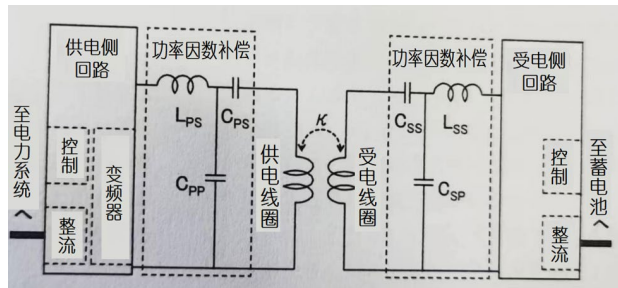 供电侧
回路
功率因数补偿
功率因数补偿
受电侧
回路
L_PS
C_PS
κ
C_SS
L_SS
至电力系统
控制
变频器
C_PP
供电线圈
受电线圈
C_SP
控制
至蓄电池
整流
整流